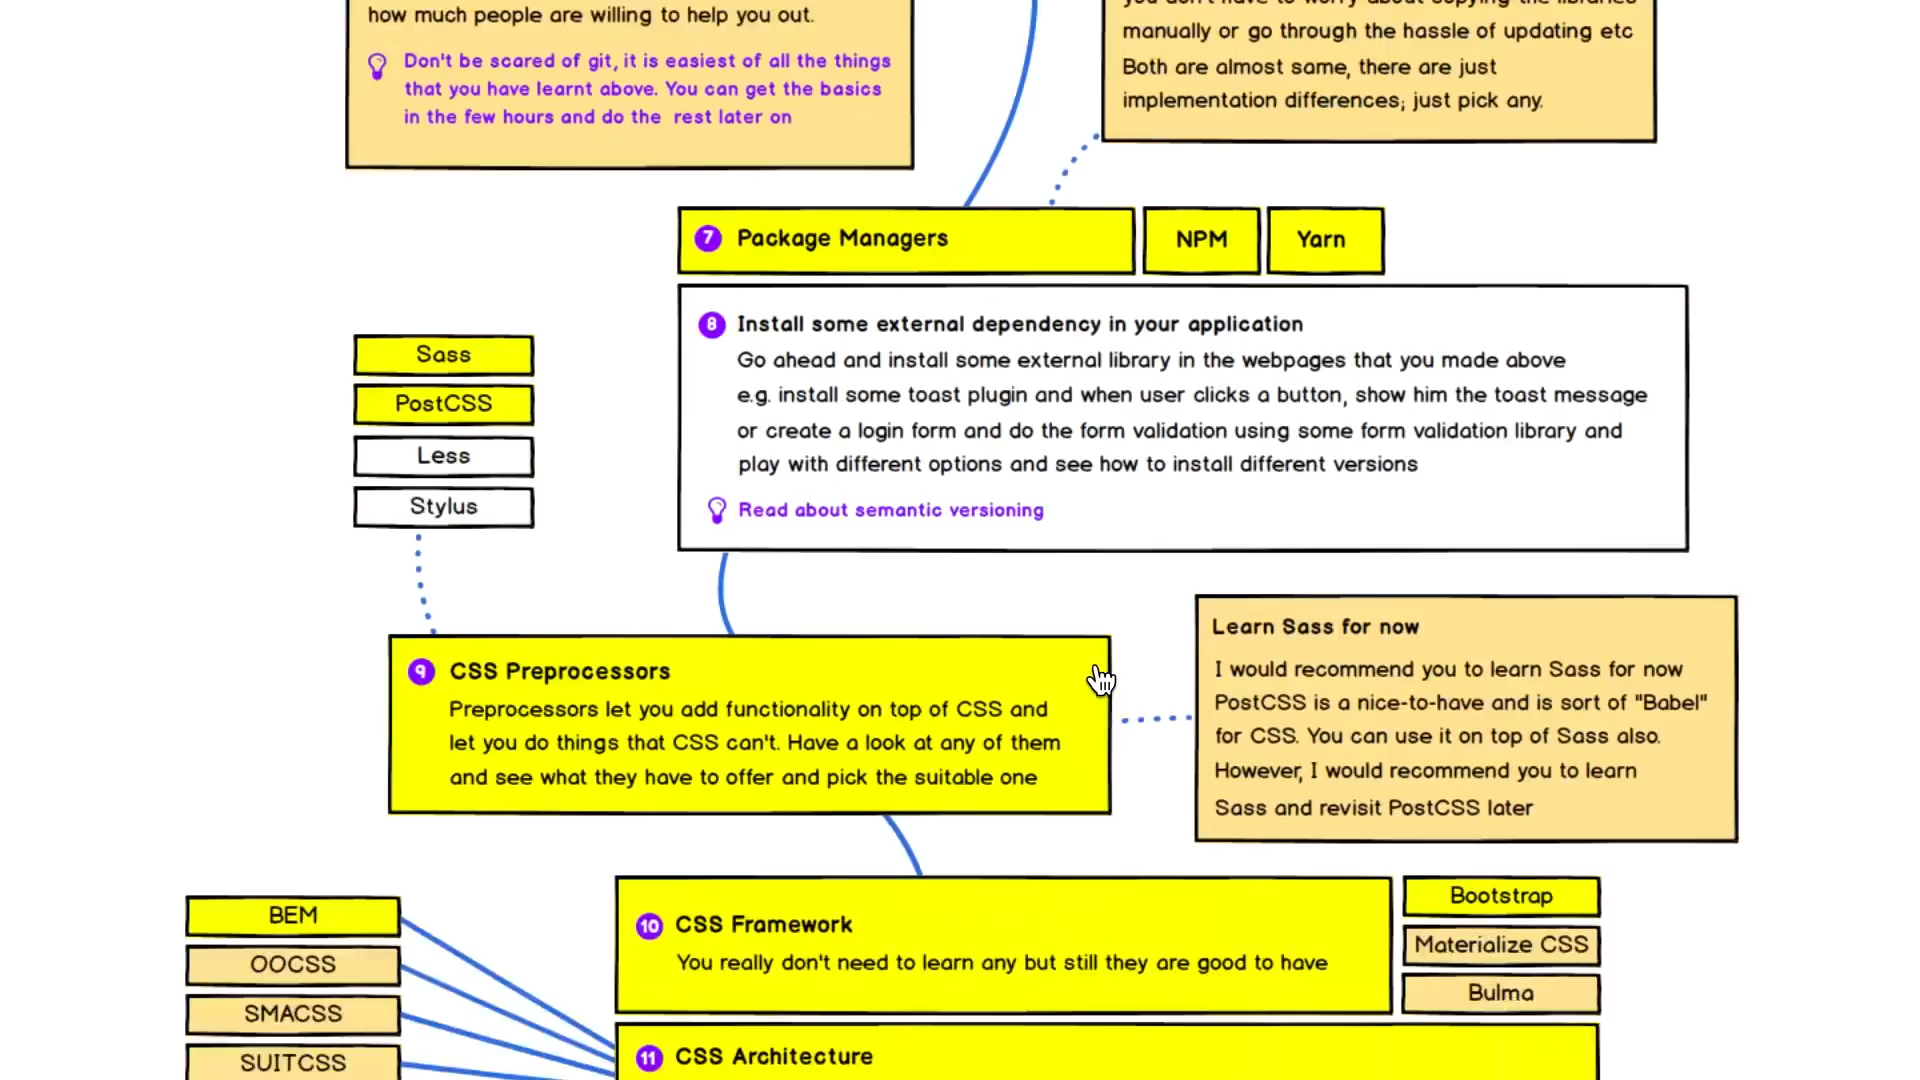 how much people are willing to help you out.
Don't be scared of git, it is easiest of all the things
that you have learnt above. You can get the basics
in the few hours and do the rest later on
manually or go through the hassle of updating etc
Both are almost same, there are just
implementation differences; just pick any.
7 Package Managers
NPM
Yarn
8 Install some external dependency in your application
Go ahead and install some external library in the webpages that you made above
e.g. install some toast plugin and when user clicks a button, show him the toast message
or create a login form and do the form validation using some form validation library and
play with different options and see how to install different versions
Read about semantic versioning
Sass
PostCSS
Less
Stylus
9 CSS Preprocessors
Preprocessors let you add functionality on top of CSS and
let you do things that CSS can't. Have a look at any of them
and see what they have to offer and pick the suitable one
Learn Sass for now
I would recommend you to learn Sass for now
PostCSS is a nice-to-have and is sort of "Babel"
for CSS. You can use it on top of Sass also.
However, I would recommend you to learn
Sass and revisit PostCSS later
10 CSS Framework
You really don't need to learn any but still they are good to have
Bootstrap
Materialize CSS
Bulma
BEM
OOCSS
SMACSS
SUITCSS
11 CSS Architecture